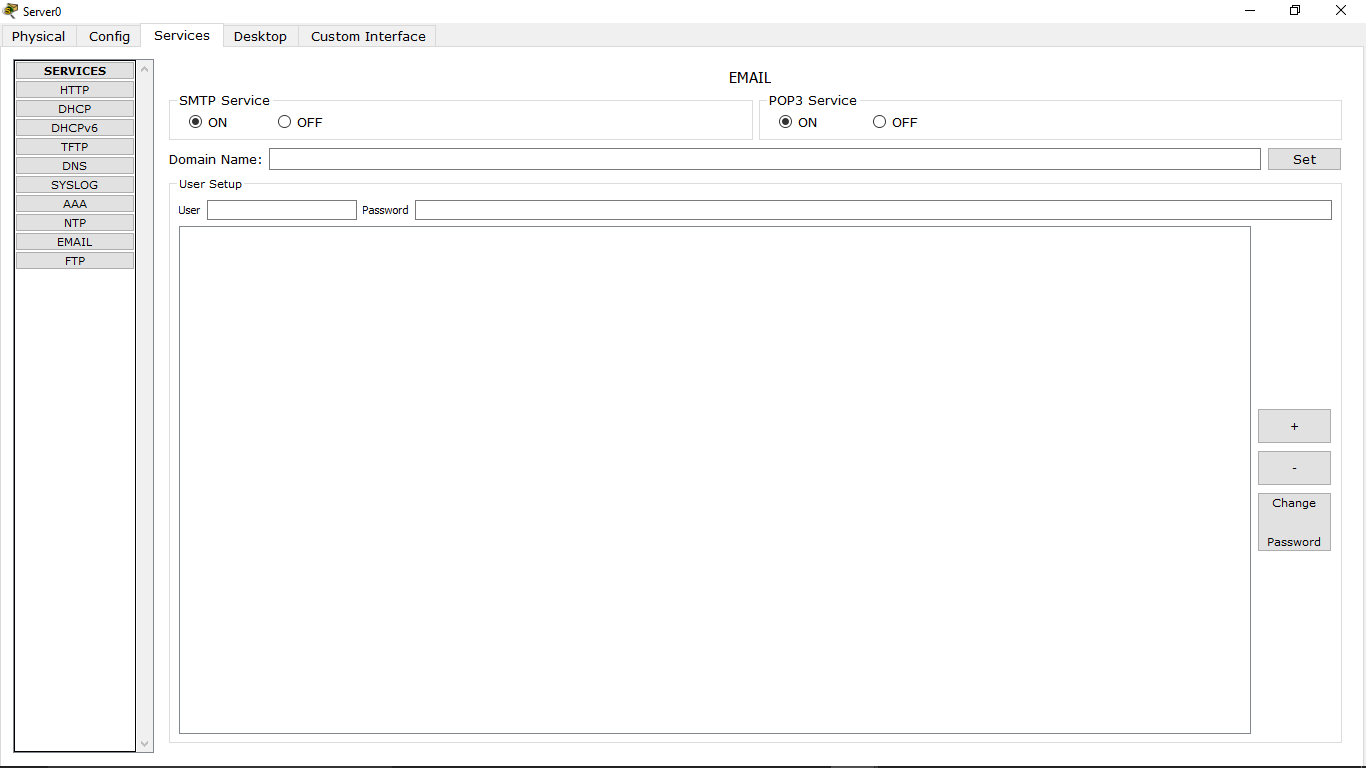 Server0
Physical Config Services Desktop Custom Interface
SERVICES
HTTP
DHCP
DHCPv6
TFTP
DNS
SYSLOG
AAA
NTP
EMAIL
FTP
EMAIL
SMTP Service
ON OFF
POP3 Service
ON OFF
Domain Name: Set
User Setup
User Password
+
-
Change
Password